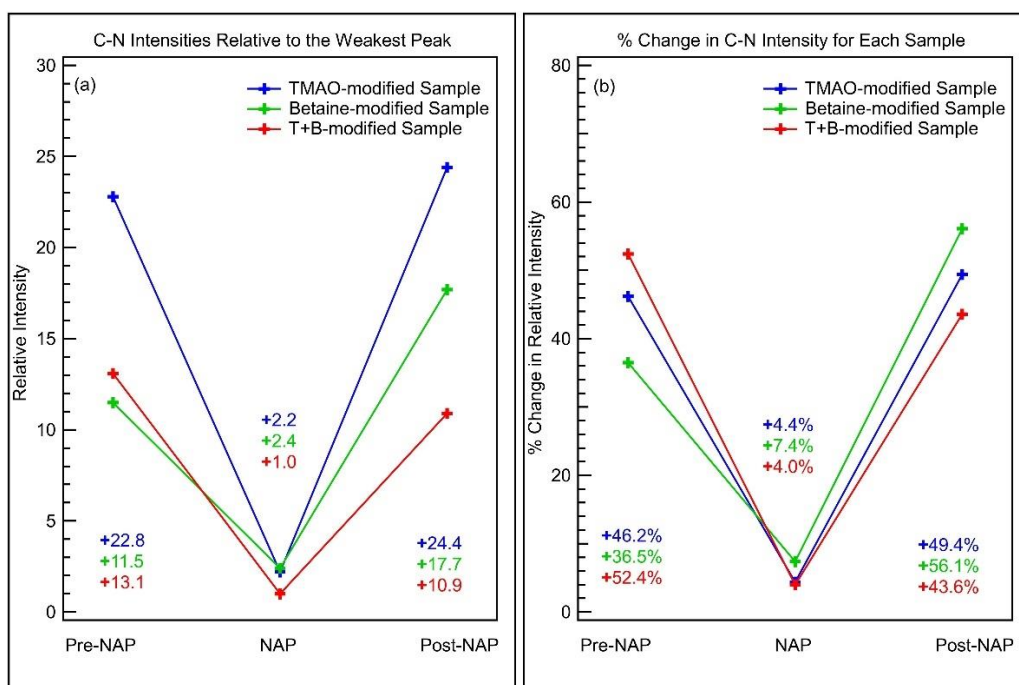 C-N Intensities Relative to the Weakest Peak
30
(a)
TMAO-modified Sample
Betaine-modified Sample
T+B-modified Sample
25
20
15
10
5
0
Relative Intensity
+2.2
+2.4
+1.0
+22.8
+11.5
+13.1
+24.4
+17.7
+10.9
Pre-NAP
NAP
Post-NAP
% Change in C-N Intensity for Each Sample
80
(b)
TMAO-modified Sample
Betaine-modified Sample
T+B-modified Sample
60
40
20
0
% Change in Relative Intensity
+4.4%
+7.4%
+4.0%
+46.2%
+36.5%
+52.4%
+49.4%
+56.1%
+43.6%
Pre-NAP
NAP
Post-NAP